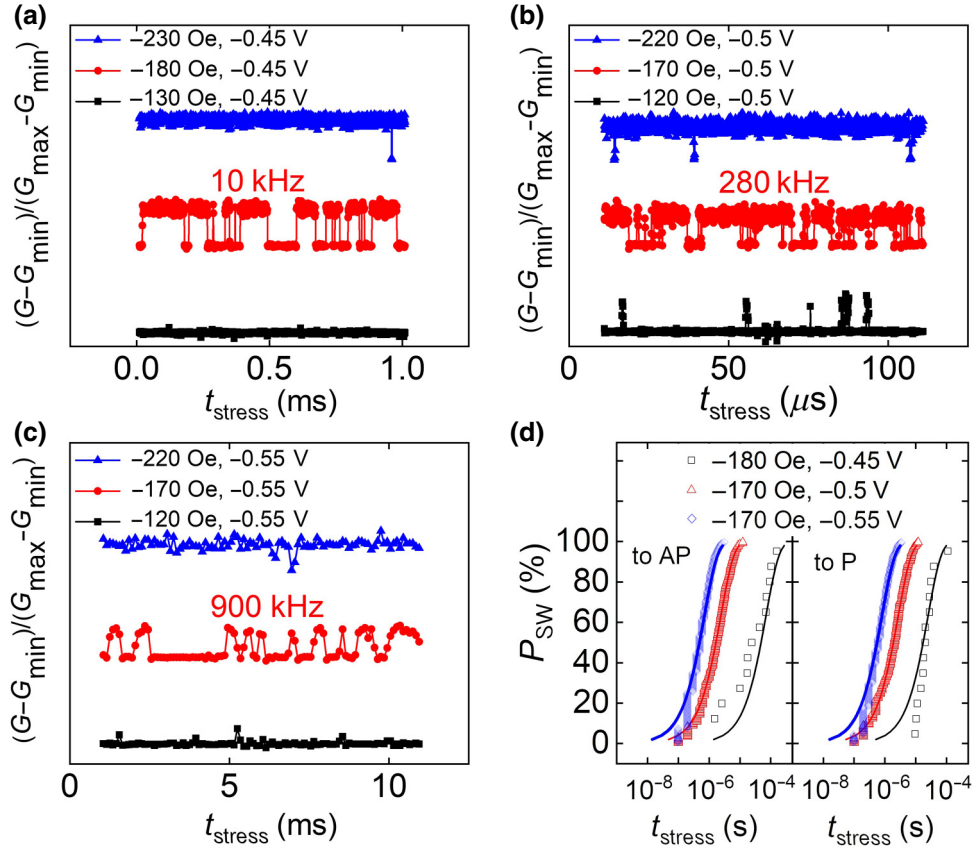 (a)
−230 Oe, −0.45 V
−180 Oe, −0.45 V
−130 Oe, −0.45 V
10 kHz
(G−Gmin)/(Gmax-Gmin)
0.0 0.5 1.0
tstress (ms)
(b)
−220 Oe, −0.5 V
−170 Oe, −0.5 V
−120 Oe, −0.5 V
280 kHz
(G−Gmin)/(Gmax-Gmin)
0 50 100
tstress (μs)
(c)
−220 Oe, −0.55 V
−170 Oe, −0.55 V
−120 Oe, −0.55 V
900 kHz
(G−Gmin)/(Gmax-Gmin)
0 5 10
tstress (ms)
(d)
−180 Oe, −0.45 V
−170 Oe, −0.5 V
−170 Oe, −0.55 V
to AP
to P
PSW (%)
100
80
60
40
20
0
10−8 10−6 10−4 10−8 10−6 10−4
tstress (s) tstress (s)